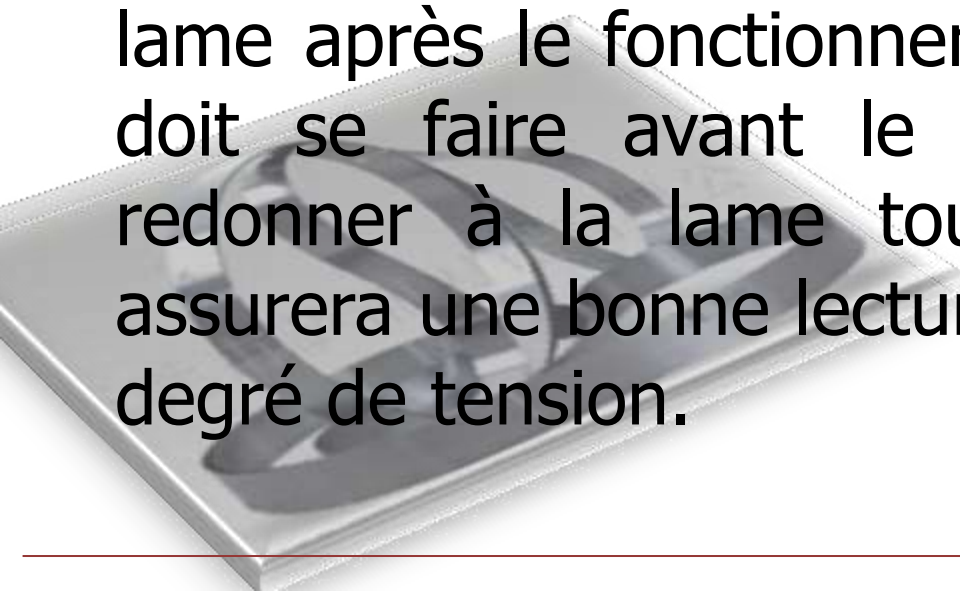 lame après le fonctionner
doit se faire avant le
redonner à la lame tou
assurera une bonne lectur
degré de tension.